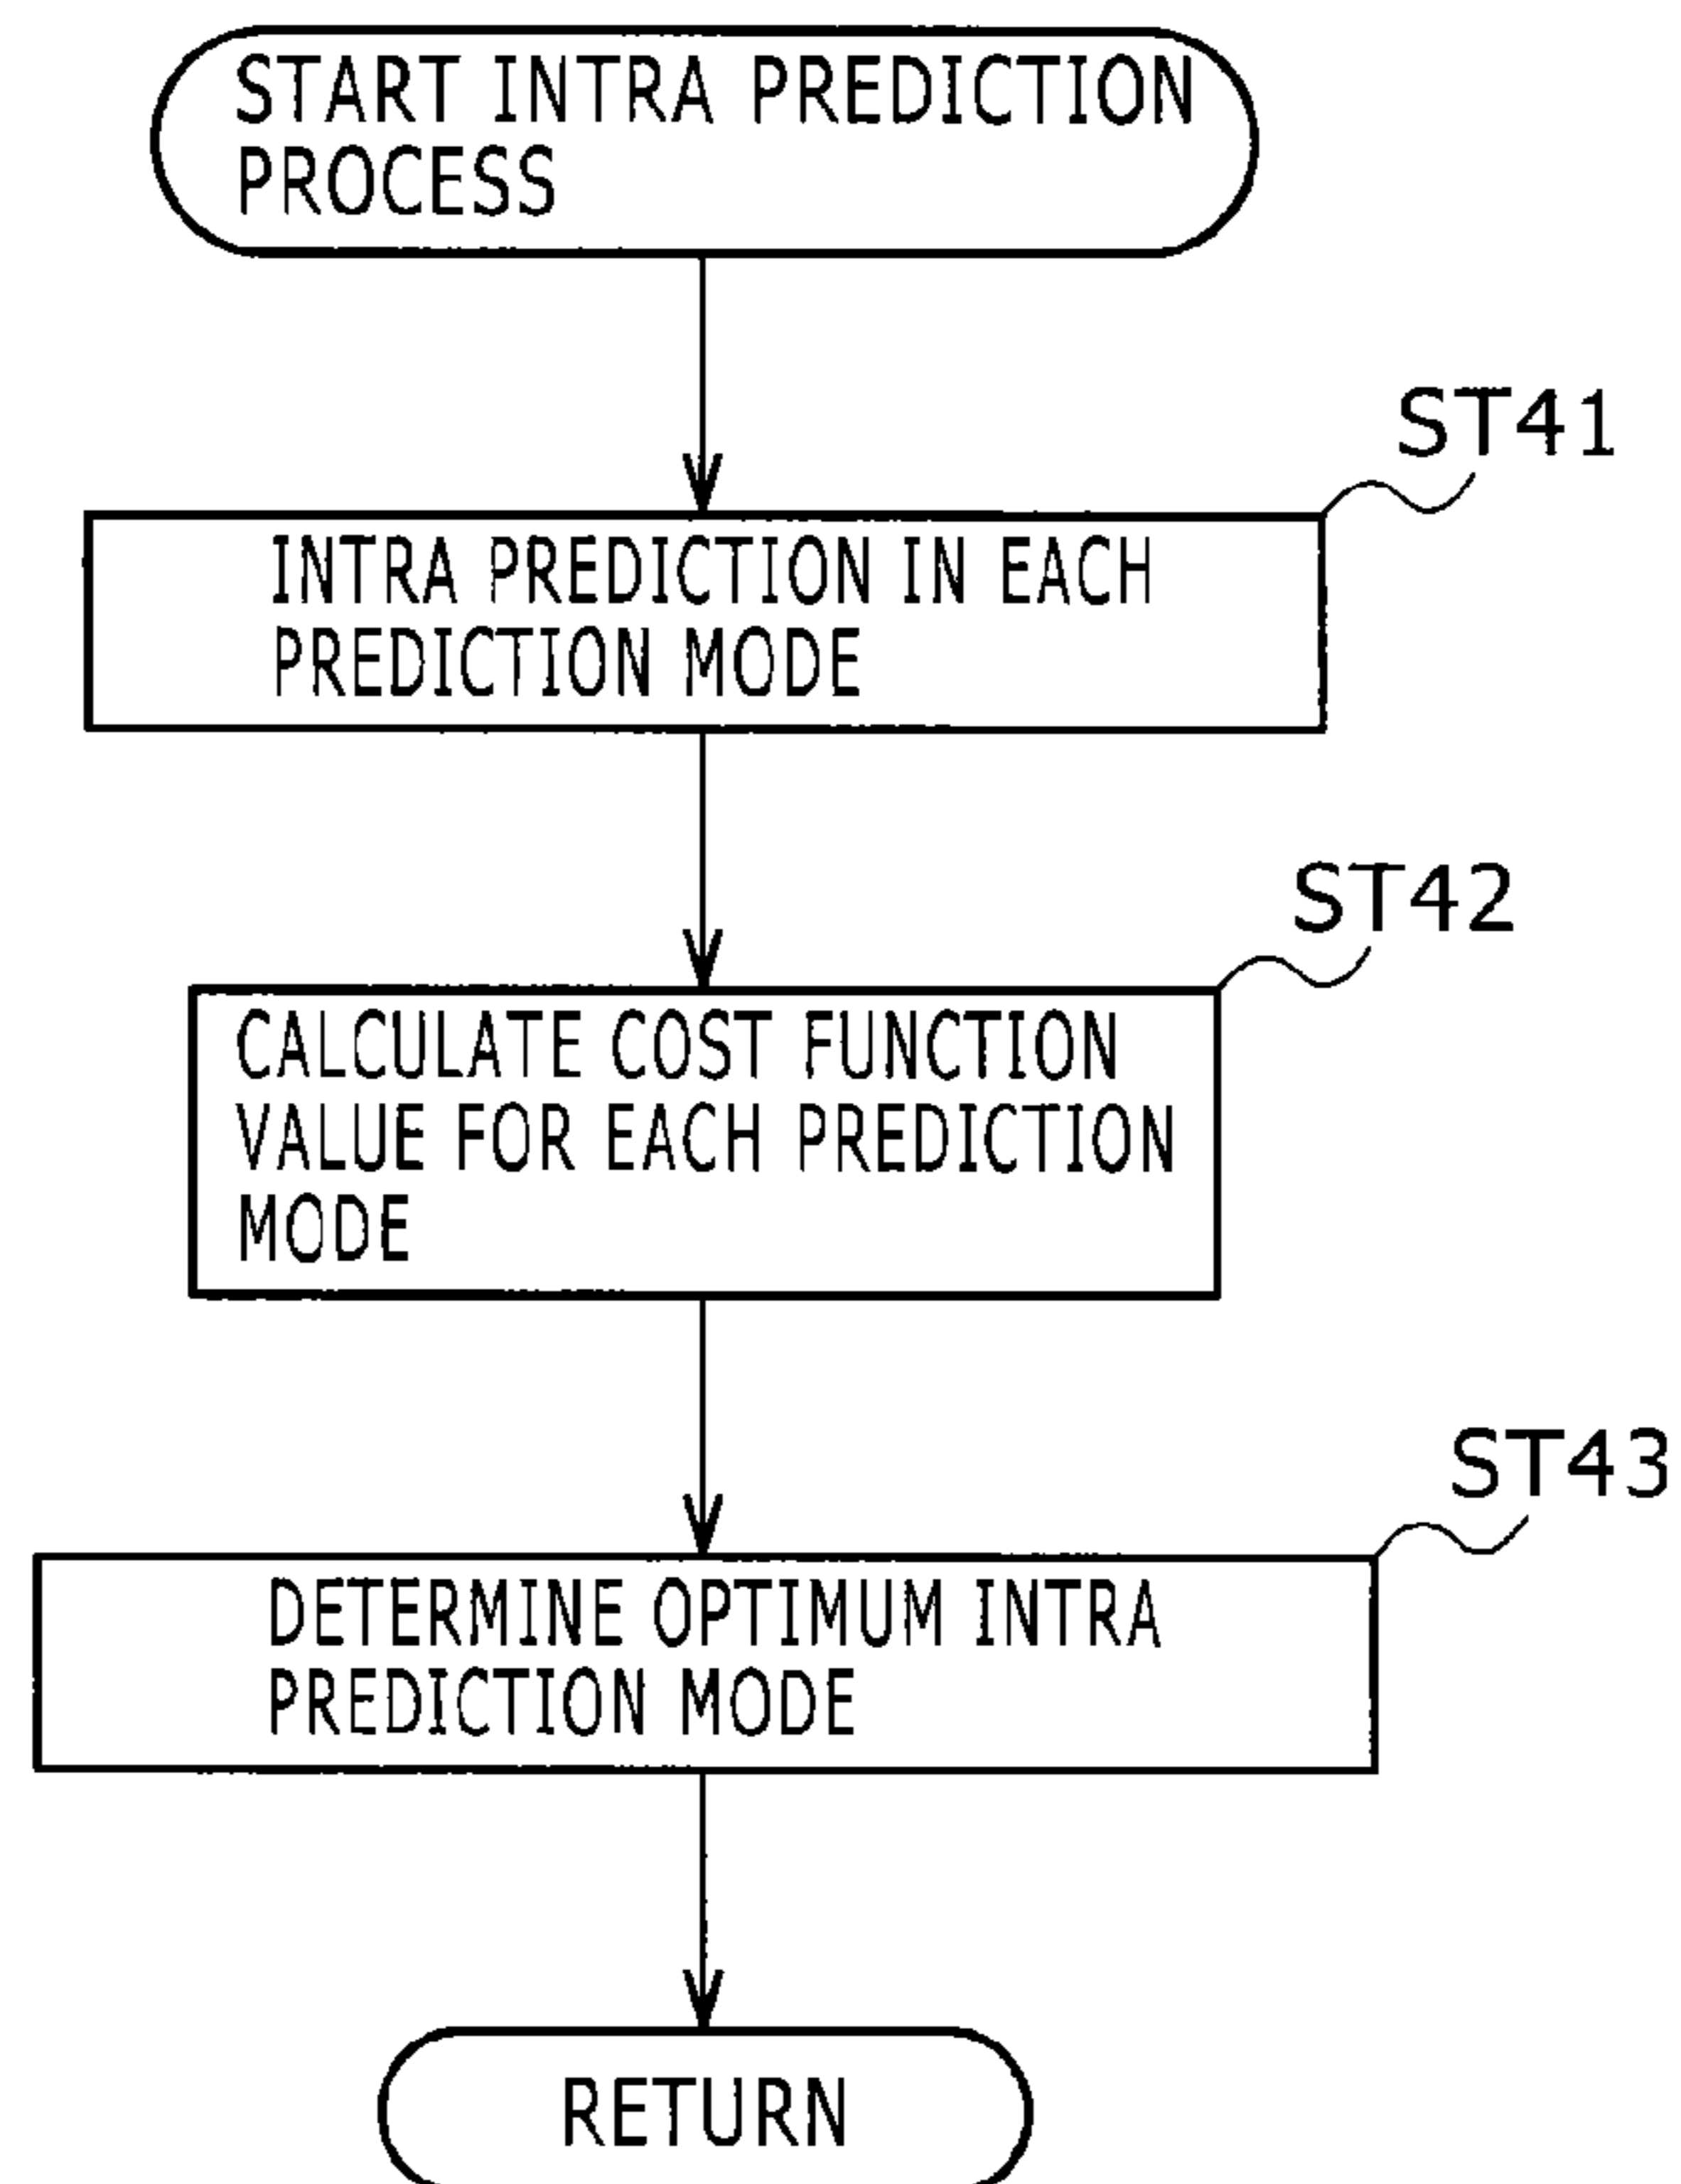 START INTRA PREDICTION
PROCESS
ST41
INTRA PREDICTION IN EACH
PREDICTION MODE
ST42
CALCULATE COST FUNCTION
VALUE FOR EACH PREDICTION
MODE
ST43
DETERMINE OPTIMUM INTRA
PREDICTION MODE
RETURN